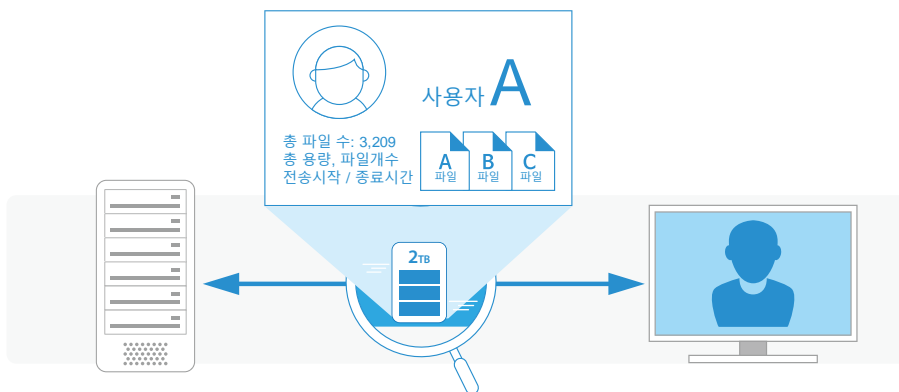 사용자 A
총 파일 수: 3,209
총 용량, 파일개수
전송시작 / 종료시간
A
파일
B
파일
C
파일
2TB